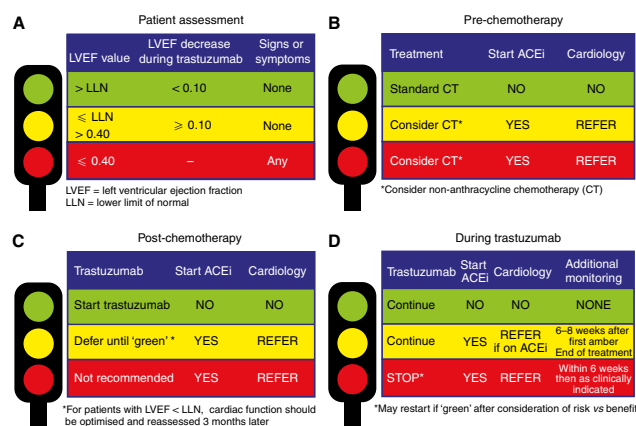 A
Patient assessment
LVEF value
LVEF decrease
during trastuzumab
Signs or
symptoms
> LLN
< 0.10
None
⩽ LLN
> 0.40
⩾ 0.10
None
⩽ 0.40
–
Any
LVEF = left ventricular ejection fraction
LLN = lower limit of normal
B
Pre-chemotherapy
Treatment
Start ACEi
Cardiology
Standard CT
NO
NO
Consider CT*
YES
REFER
Consider CT*
YES
REFER
*Consider non-anthracycline chemotherapy (CT)
C
Post-chemotherapy
Trastuzumab
Start ACEi
Cardiology
Start trastuzumab
NO
NO
Defer until ‘green’ *
YES
REFER
Not recommended
YES
REFER
*For patients with LVEF < LLN, cardiac function should
be optimised and reassessed 3 months later
D
During trastuzumab
Trastuzumab
Start
ACEi
Cardiology
Additional
monitoring
Continue
NO
NO
NONE
Continue
YES
REFER
if on ACEi
6–8 weeks after
first amber
End of treatment
STOP*
YES
REFER
Within 6 weeks
then as clinically
indicated
*May restart if ‘green’ after consideration of risk vs benefit